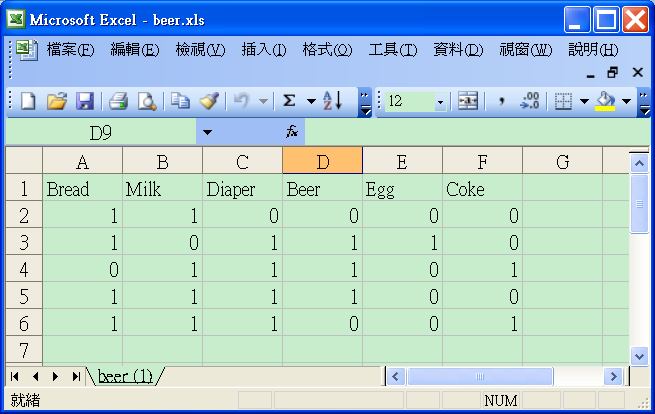 Microsoft Excel - beer.xls
檔案(F) 編輯(E) 檢視(V) 插入(I) 格式(O) 工具(T) 資料(D) 視窗(W) 說明(H)
Σ A Z 12 , .00 .0
D9 fx
A B C D E F G
1 Bread Milk Diaper Beer Egg Coke
2 1 1 0 0 0 0
3 1 0 1 1 1 0
4 0 1 1 1 0 1
5 1 1 1 1 0 0
6 1 1 1 0 0 1
7
beer (1)
就緒 NUM